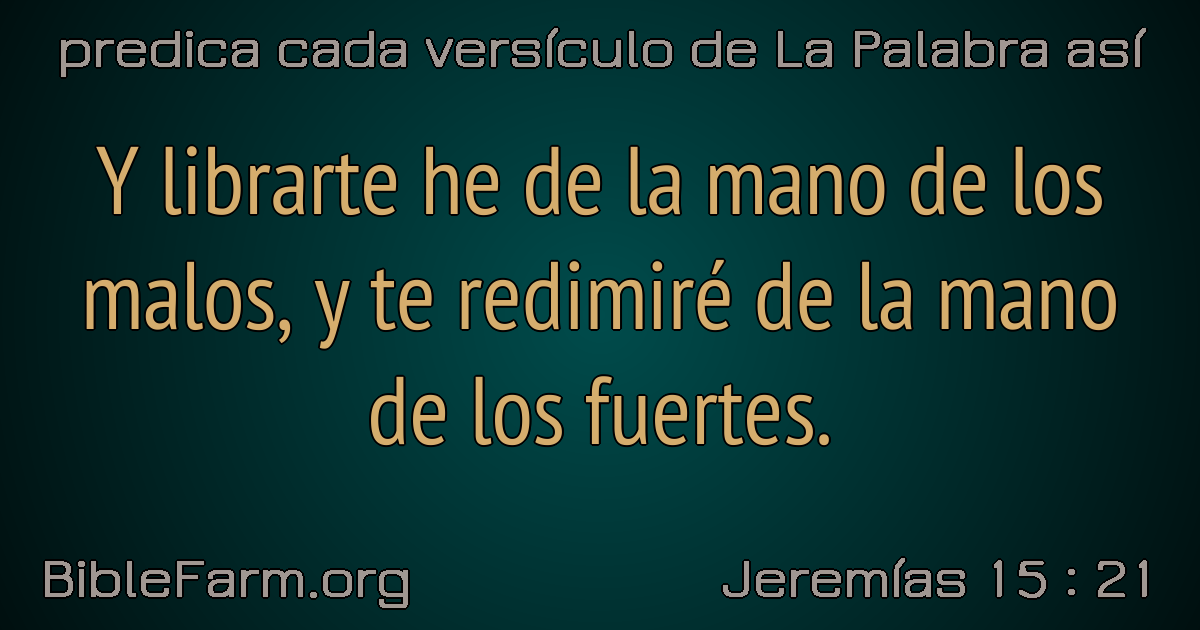 predica cada versículo de La Palabra así
Y librarte he de la mano de los
malos, y te redimiré de la mano
de los fuertes.
BibleFarm.org
Jeremías 15 : 21